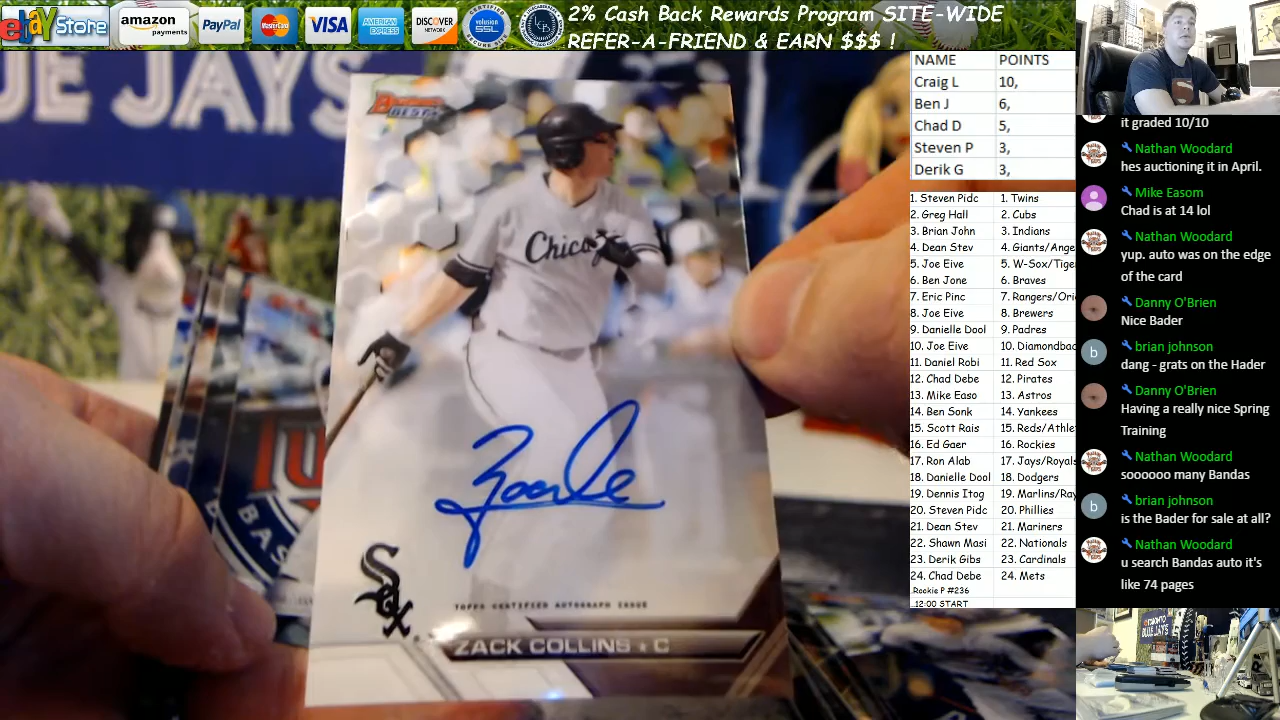 ebay Store
amazon
payments
PayPal
MasterCard
VISA
AMERICAN
EXPRESS
DISCOVER
NETWORK
CERTIFIED
volusion
SSL
2% Cash Back Rewards Program SITE-WIDE
REFER-A-FRIEND & EARN $$$ !
UE JAYS
Bowman's
BEST
Chicago
Sox
TOPPS CERTIFIED AUTOGRAPH ISSUE
ZACK COLLINS ★ C
NAME POINTS
Craig L 10,
Ben J 6,
Chad D 5,
Steven P 3,
Derik G 3,
1. Steven Pidc 1. Twins
2. Greg Hall 2. Cubs
3. Brian John 3. Indians
4. Dean Stev 4. Giants/Ange
5. Joe Eive 5. W-Sox/Tige
6. Ben Jone 6. Braves
7. Eric Pinc 7. Rangers/Ori
8. Joe Eive 8. Brewers
9. Danielle Dool 9. Padres
10. Joe Eive 10. Diamondbac
11. Daniel Robi 11. Red Sox
12. Chad Debe 12. Pirates
13. Mike Easo 13. Astros
14. Ben Sonk 14. Yankees
15. Scott Rais 15. Reds/Athle
16. Ed Gaer 16. Rockies
17. Ron Alab 17. Jays/Royals
18. Danielle Dool 18. Dodgers
19. Dennis Itog 19. Marlins/Ray
20. Steven Pidc 20. Phillies
21. Dean Stev 21. Mariners
22. Shawn Masi 22. Nationals
23. Derik Gibs 23. Cardinals
24. Chad Debe 24. Mets
.Rookie P #236
..12:00 START
it graded 10/10
Nathan Woodard
hes auctioning it in April.
Mike Easom
Chad is at 14 lol
Nathan Woodard
yup. auto was on the edge
of the card
Danny O'Brien
Nice Bader
brian johnson
dang - grats on the Hader
Danny O'Brien
Having a really nice Spring
Training
Nathan Woodard
soooooo many Bandas
brian johnson
is the Bader for sale at all?
Nathan Woodard
u search Bandas auto it's
like 74 pages
TORONTO
BLUE JAYS